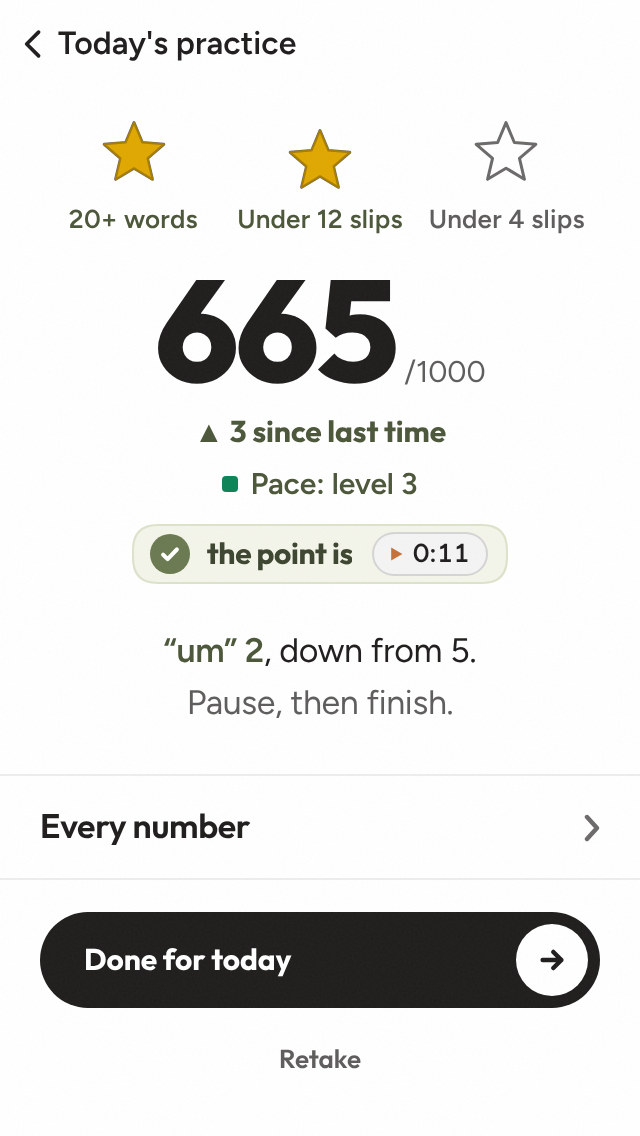 Today's practice
20+ words
Under 12 slips
Under 4 slips
665 /1000
▲ 3 since last time
Pace: level 3
the point is 0:11
“um” 2, down from 5.
Pause, then finish.
Every number
Done for today
Retake